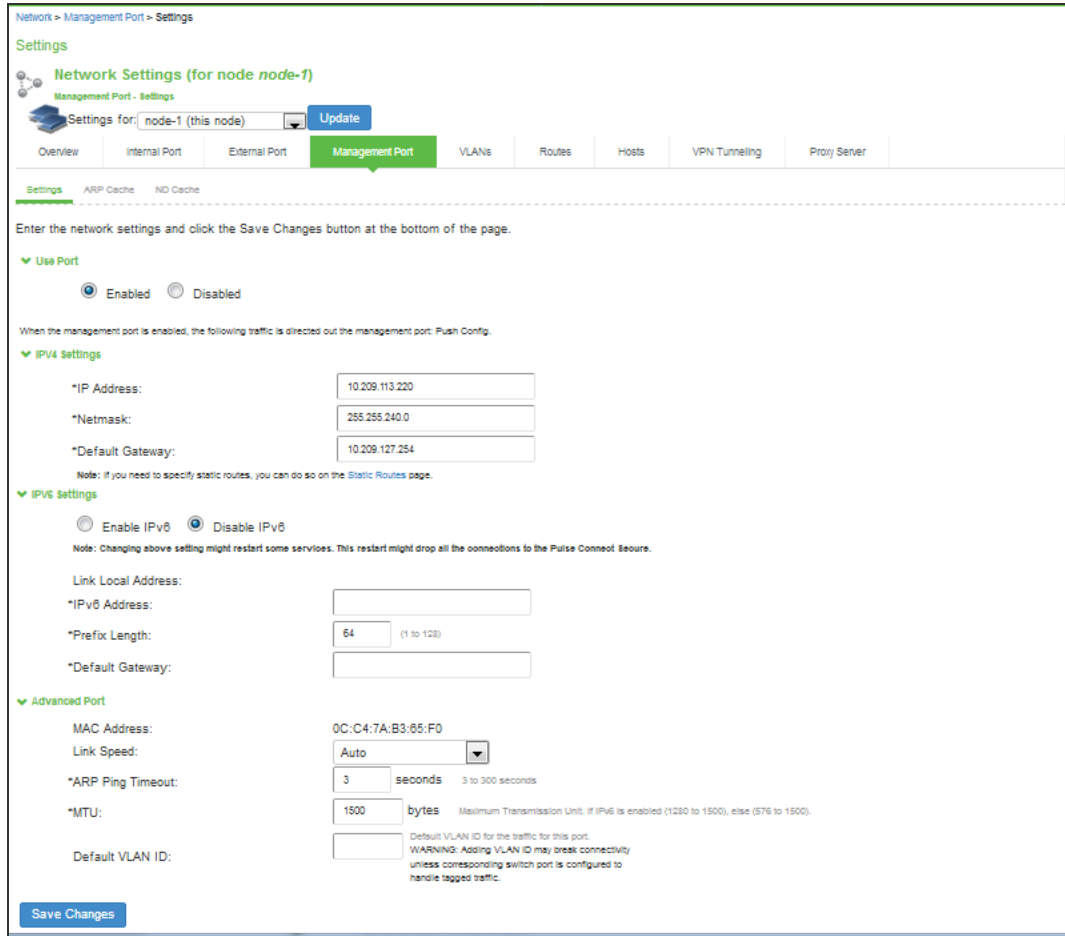 Network > Management Port > Settings
Settings
Network Settings (for node node-1)
Management Port - Settings
Settings for: node-1 (this node) Update
Overview Internal Port External Port Management Port VLANs Routes Hosts VPN Tunneling Proxy Server
Settings ARP Cache ND Cache
Enter the network settings and click the Save Changes button at the bottom of the page.
Use Port
Enabled Disabled
When the management port is enabled, the following traffic is directed out the management port: Push Config.
IPV4 Settings
*IP Address: 10.209.113.220
*Netmask: 255.255.240.0
*Default Gateway: 10.209.127.254
Note: If you need to specify static routes, you can do so on the Static Routes page.
IPV6 Settings
Enable IPv6 Disable IPv6
Note: Changing above setting might restart some services. This restart might drop all the connections to the Pulse Connect Secure.
Link Local Address:
*IPv6 Address:
*Prefix Length: 64 (1 to 128)
*Default Gateway:
Advanced Port
MAC Address: 0C:C4:7A:B3:65:F0
Link Speed: Auto
*ARP Ping Timeout: 3 seconds 3 to 300 seconds
*MTU: 1500 bytes Maximum Transmission Unit. If IPv6 is enabled (1280 to 1500), else (576 to 1500).
Default VLAN ID: Default VLAN ID for the traffic for this port.
WARNING: Adding VLAN ID may break connectivity
unless corresponding switch port is configured to
handle tagged traffic.
Save Changes